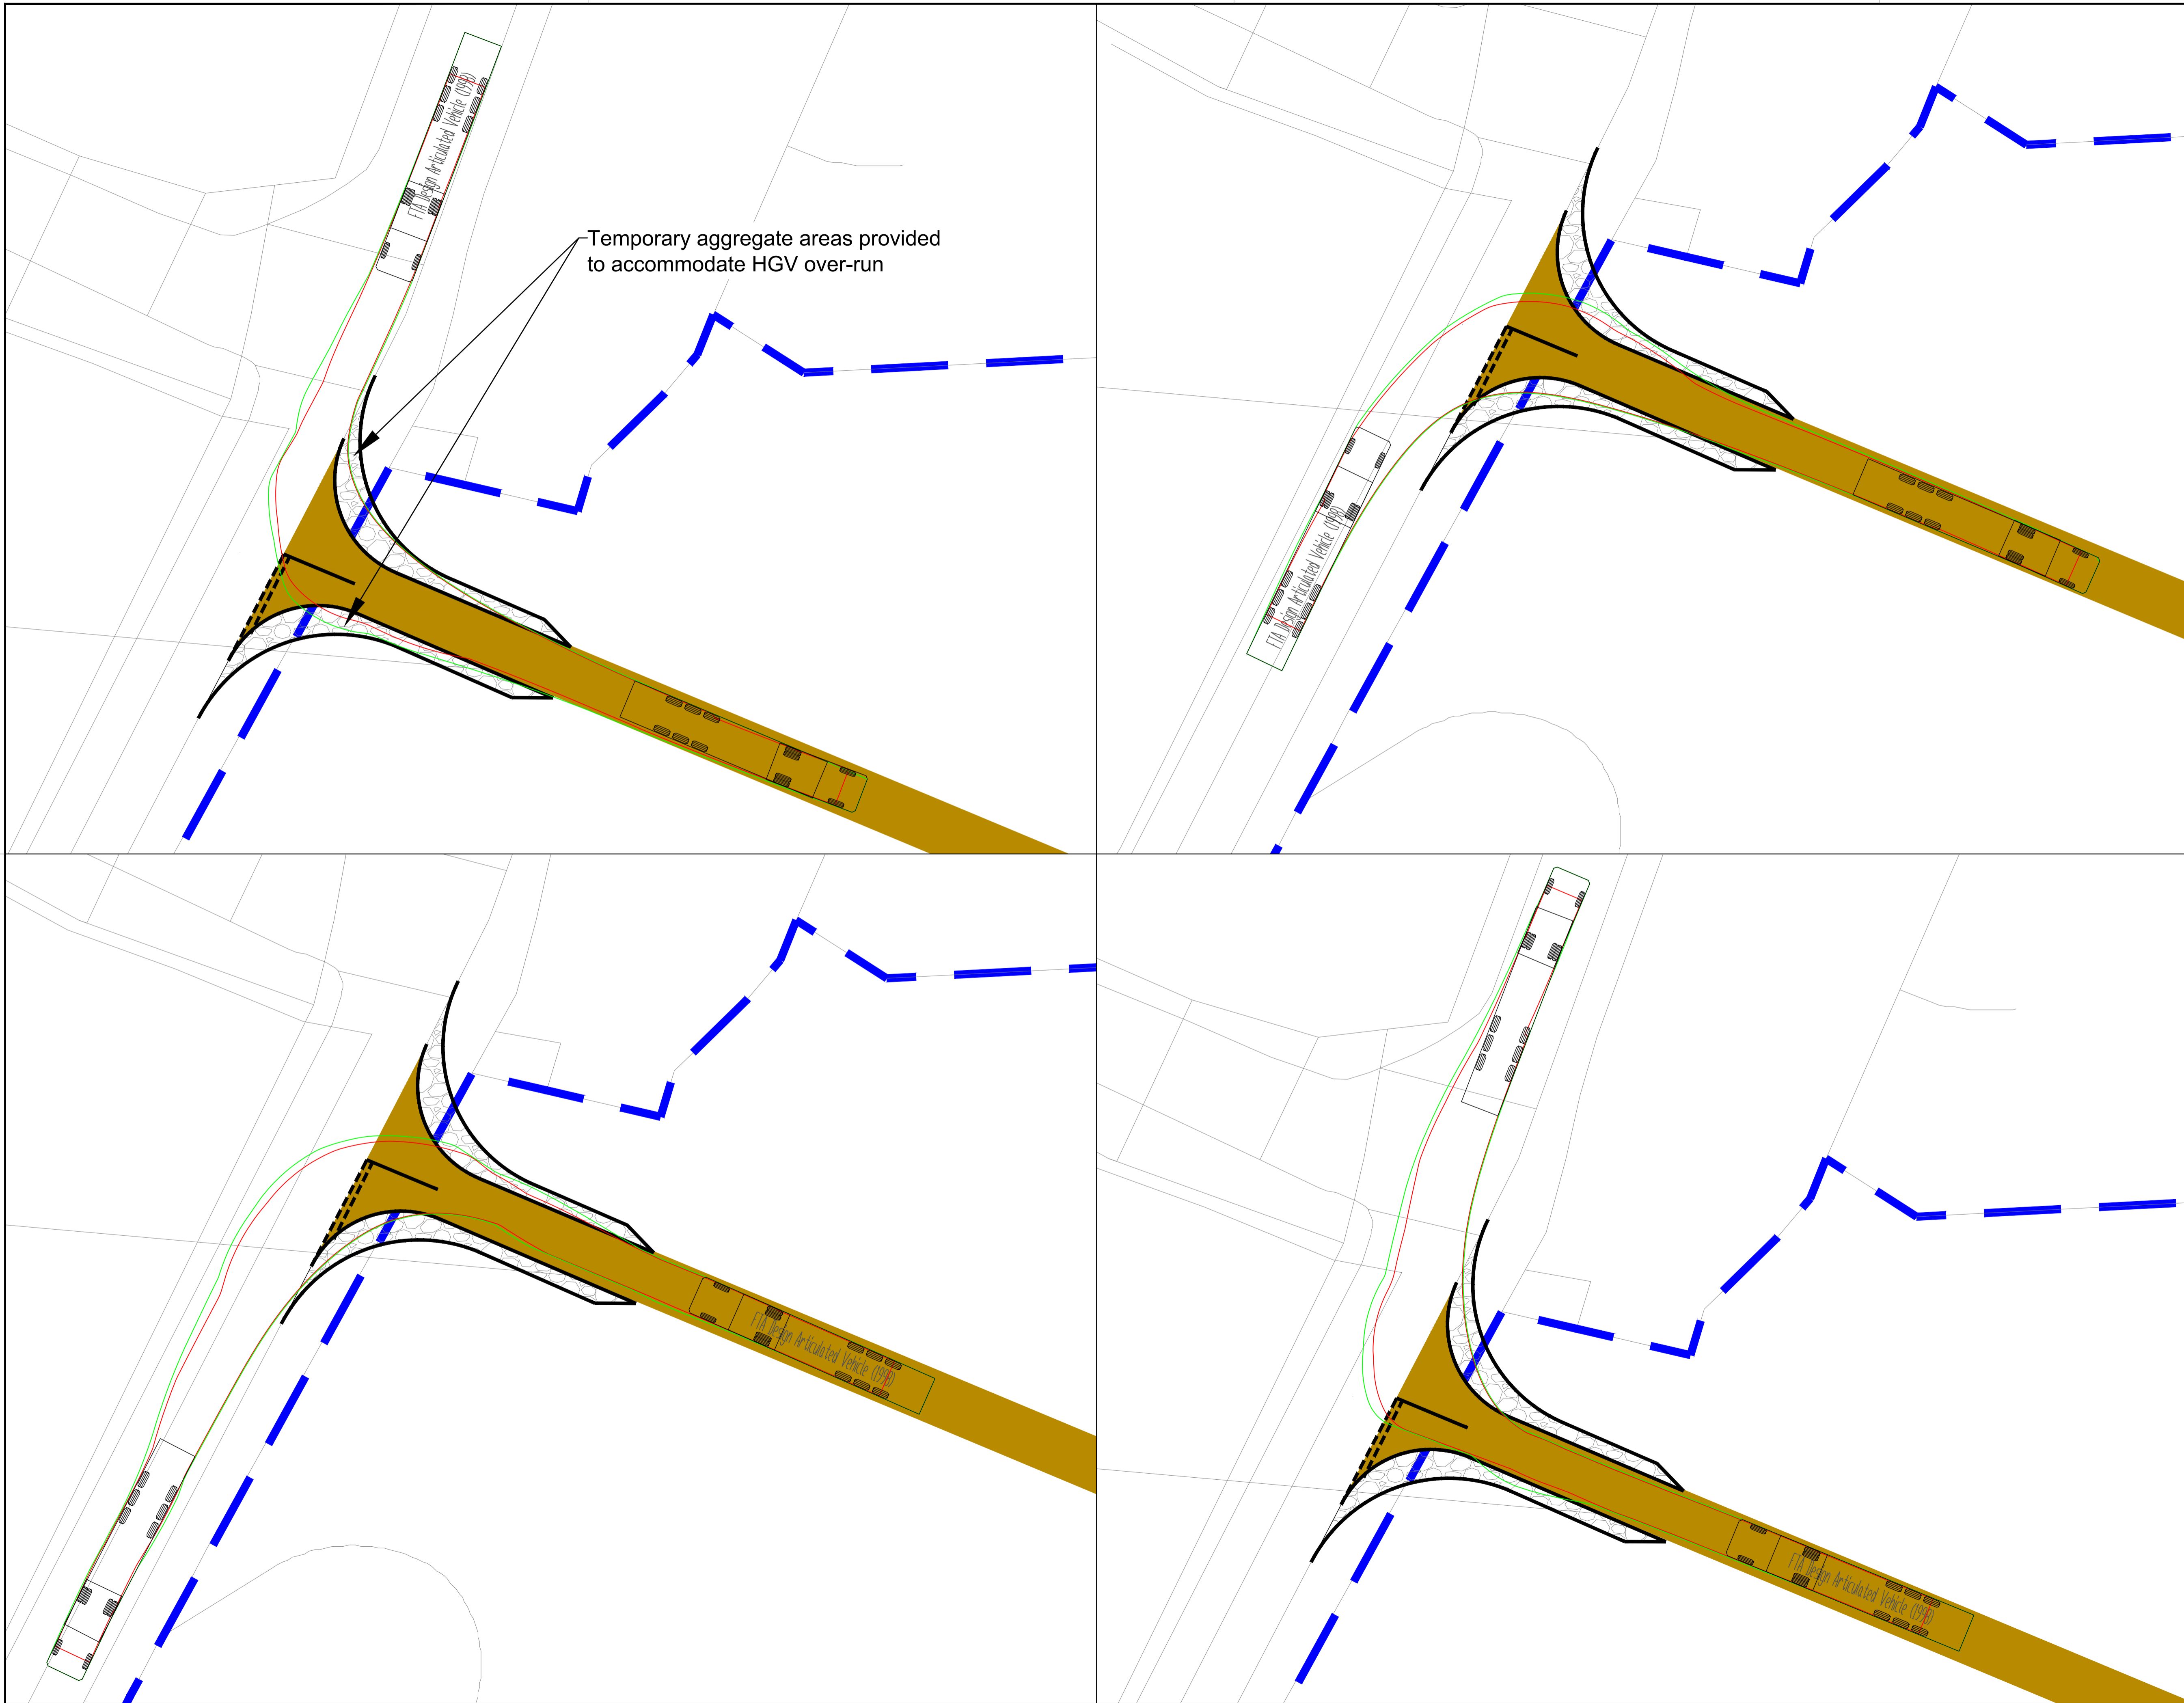 FTA Design Articulated Vehicle (1998)
Temporary aggregate areas provided
to accommodate HGV over-run
FTA Design Articulated Vehicle (1998)
FTA Design Articulated Vehicle (1998)
FTA Design Articulated Vehicle (1998)